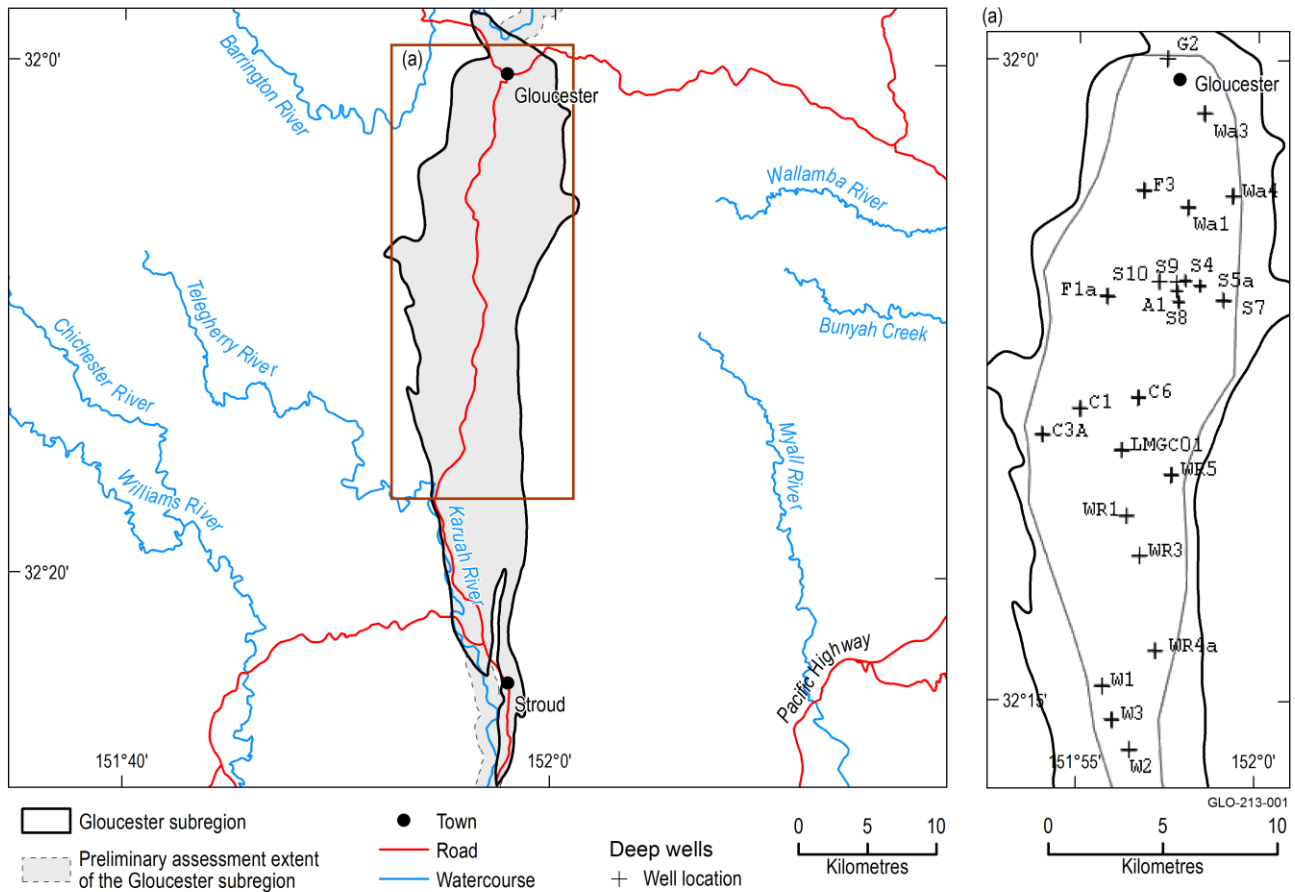 (a)
32°0'
Barrington River
(a)
Gloucester
Wallamba River
Bunyah Creek
Telegherry River
Chichester River
Williams River
Myall River
Karuah River
32°20'
Pacific Highway
Stroud
151°40'
152°0'
G2
32°0'
Gloucester
Wa3
F3
Wa4
Wa1
S10
S9
S4
S5a
F1a
A1
S8
S7
C1
C6
C3A
LMGC01
WR5
WR1
WR3
WR4a
W1
32°15'
W3
W2
151°55'
152°0'
GLO-213-001
Gloucester subregion
Preliminary assessment extent
of the Gloucester subregion
Town
Road
Watercourse
Deep wells
Well location
0 5 10
Kilometres
0 5 10
Kilometres